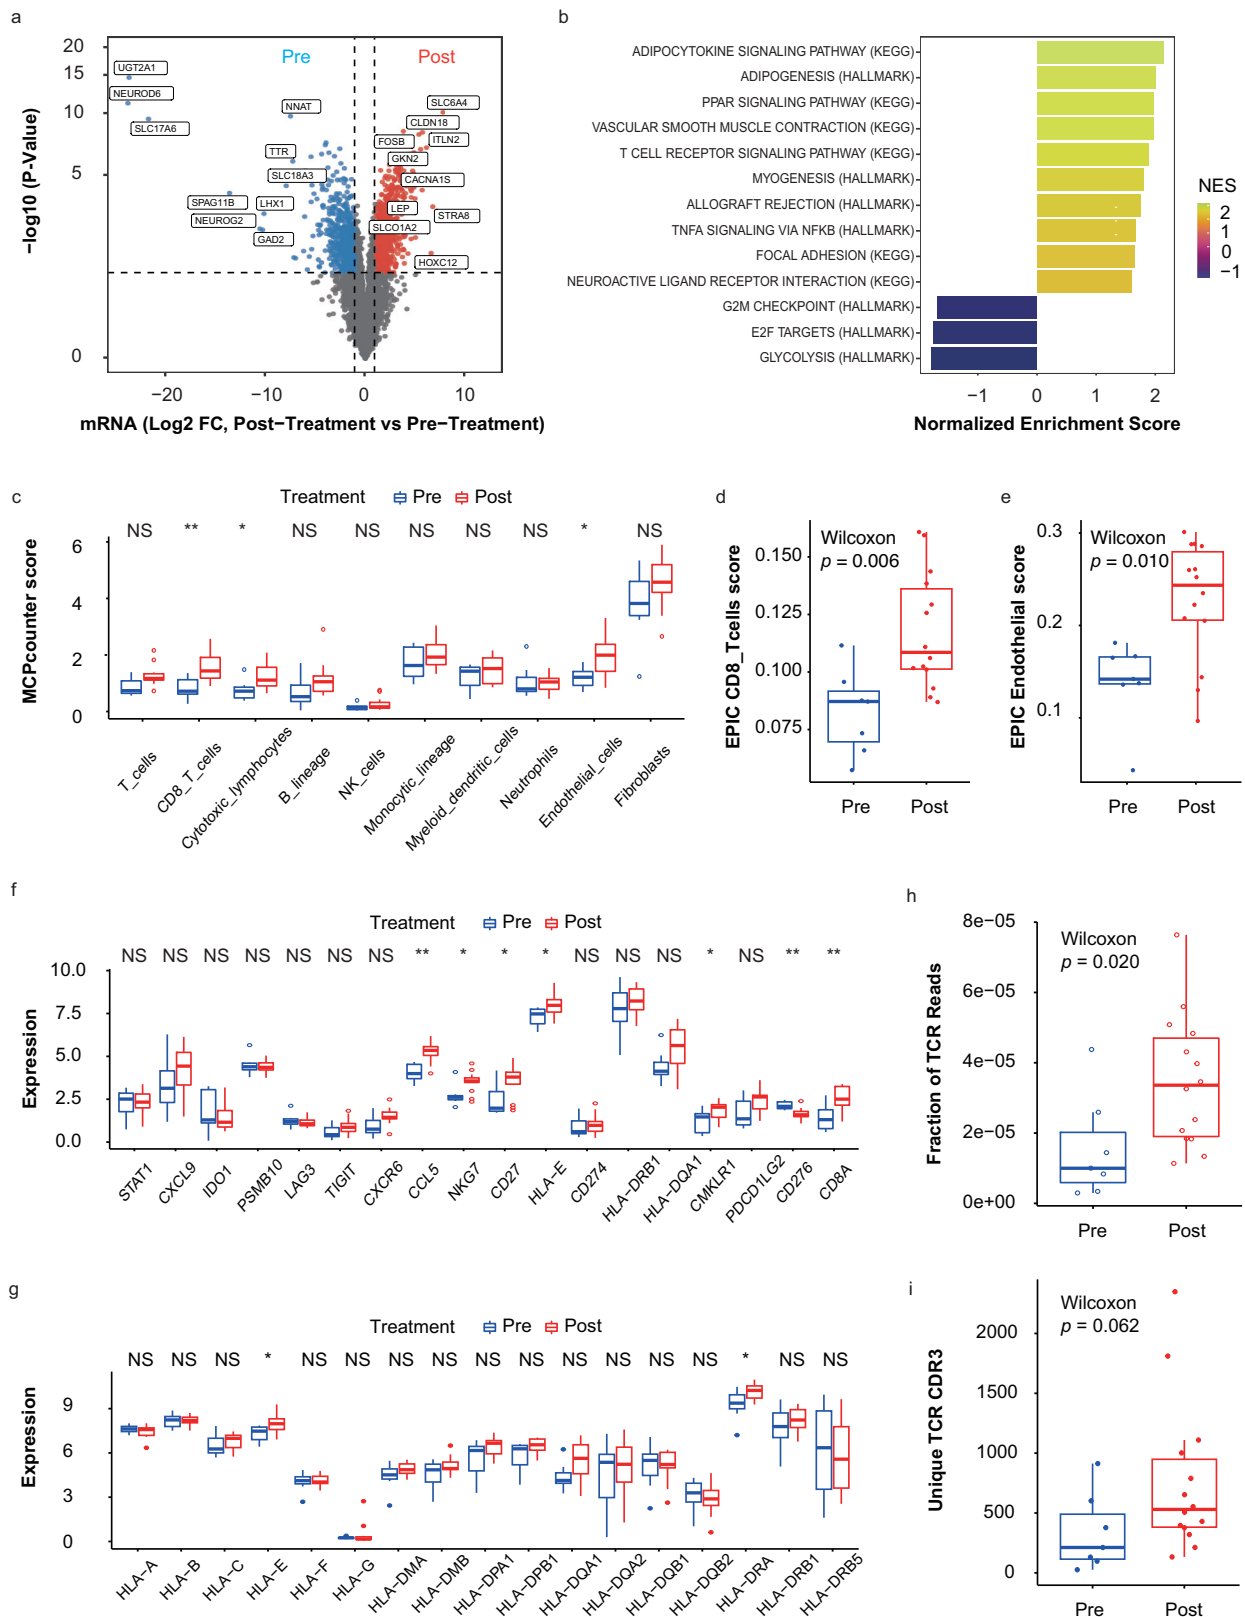 a
Pre
Post
UGT2A1
NEUROD6
SLC17A6
NNAT
TTR
SLC18A3
SPAG11B
LHX1
NEUROG2
GAD2
SLC6A4
CLDN18
FOSB
ITLN2
GKN2
CACNA1S
LEP
STRA8
SLCO1A2
HOXC12
20
15
10
5
0
−20
−10
0
10
−log10 (P-Value)
mRNA (Log2 FC, Post−Treatment vs Pre−Treatment)
b
ADIPOCYTOKINE SIGNALING PATHWAY (KEGG)
ADIPOGENESIS (HALLMARK)
PPAR SIGNALING PATHWAY (KEGG)
VASCULAR SMOOTH MUSCLE CONTRACTION (KEGG)
T CELL RECEPTOR SIGNALING PATHWAY (KEGG)
MYOGENESIS (HALLMARK)
ALLOGRAFT REJECTION (HALLMARK)
TNFA SIGNALING VIA NFKB (HALLMARK)
FOCAL ADHESION (KEGG)
NEUROACTIVE LIGAND RECEPTOR INTERACTION (KEGG)
G2M CHECKPOINT (HALLMARK)
E2F TARGETS (HALLMARK)
GLYCOLYSIS (HALLMARK)
−1
0
1
2
Normalized Enrichment Score
NES
2
1
0
−1
c
Treatment Pre Post
NS ** * NS NS NS NS NS * NS
6
4
2
0
MCPcounter score
T_cells
CD8_T_cells
Cytotoxic_lymphocytes
B_lineage
NK_cells
Monocytic_lineage
Myeloid_dendritic_cells
Neutrophils
Endothelial_cells
Fibroblasts
d
Wilcoxon
p = 0.006
0.150
0.125
0.100
0.075
EPIC CD8_Tcells score
Pre Post
e
Wilcoxon
p = 0.010
0.3
0.2
0.1
EPIC Endothelial score
Pre Post
f
Treatment Pre Post
NS NS NS NS NS NS NS ** * * * NS NS NS * NS ** **
10.0
7.5
5.0
2.5
0.0
Expression
STAT1
CXCL9
IDO1
PSMB10
LAG3
TIGIT
CXCR6
CCL5
NKG7
CD27
HLA−E
CD274
HLA−DRB1
HLA−DQA1
CMKLR1
PDCD1LG2
CD276
CD8A
h
Wilcoxon
p = 0.020
8e−05
6e−05
4e−05
2e−05
0e+00
Fraction of TCR Reads
Pre Post
g
Treatment Pre Post
NS NS NS * NS NS NS NS NS NS NS NS NS NS * NS NS
9
6
3
0
Expression
HLA−A
HLA−B
HLA−C
HLA−E
HLA−F
HLA−G
HLA−DMA
HLA−DMB
HLA−DPA1
HLA−DPB1
HLA−DQA1
HLA−DQA2
HLA−DQB1
HLA−DQB2
HLA−DRA
HLA−DRB1
HLA−DRB5
i
Wilcoxon
p = 0.062
2000
1500
1000
500
0
Unique TCR CDR3
Pre Post